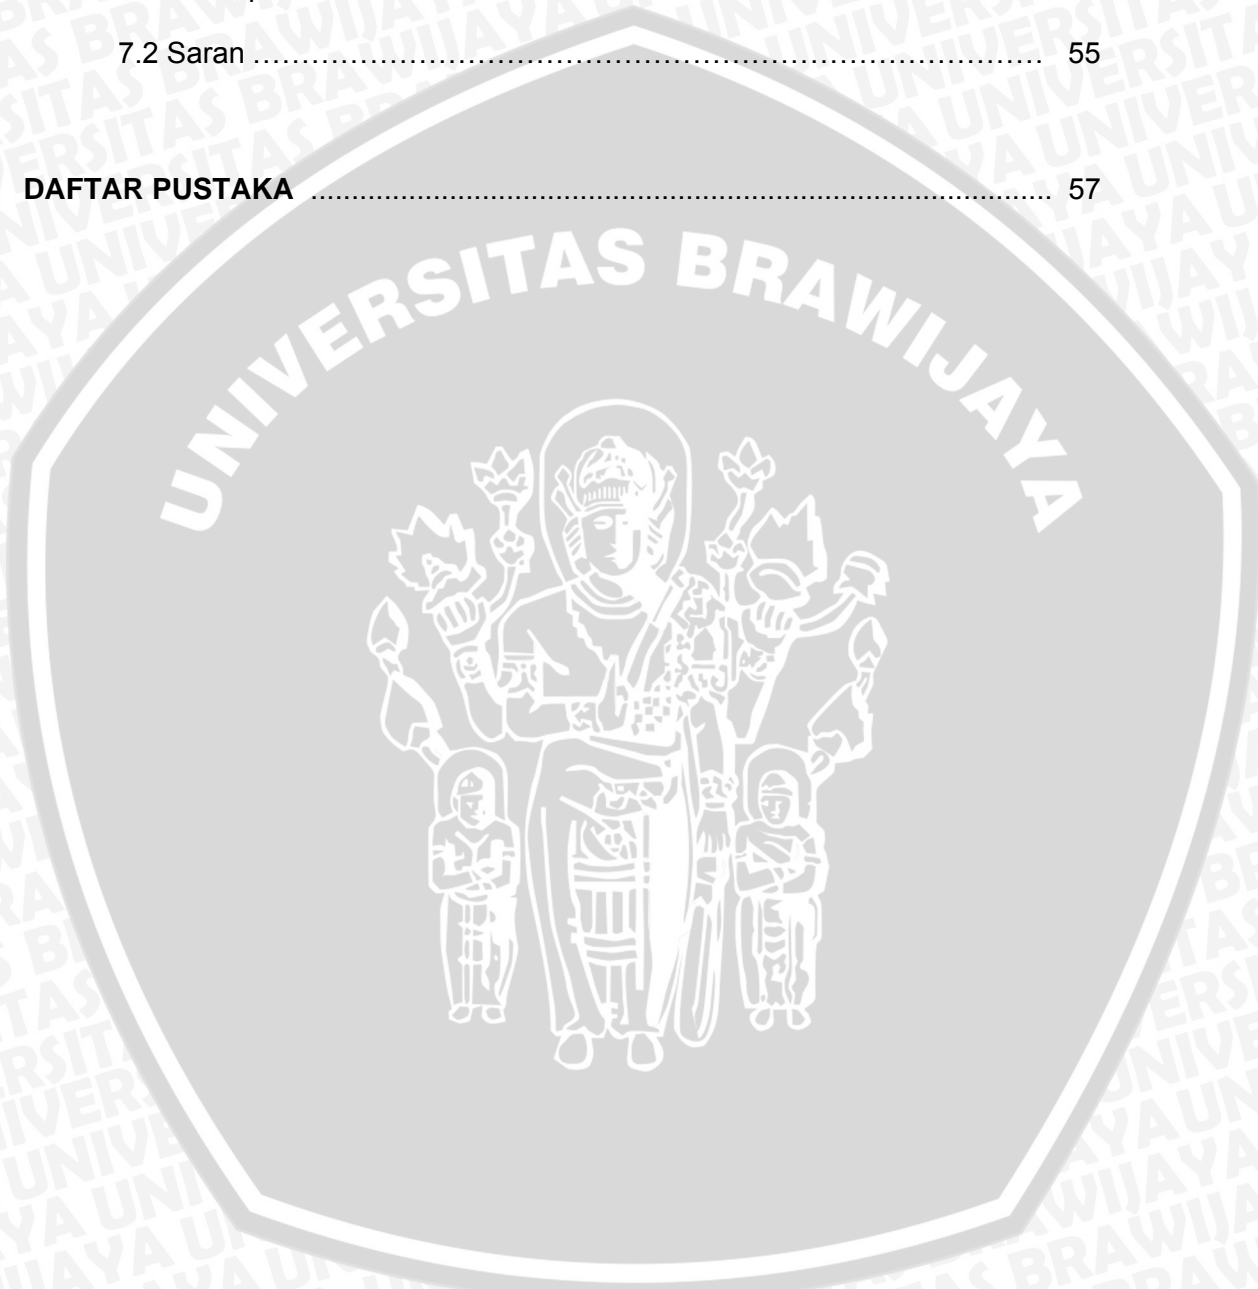 7.2 Saran ……………………………………………………………………… 55
DAFTAR PUSTAKA ........................................................................................ 57
UNIVERSITAS BRAWIJAYA